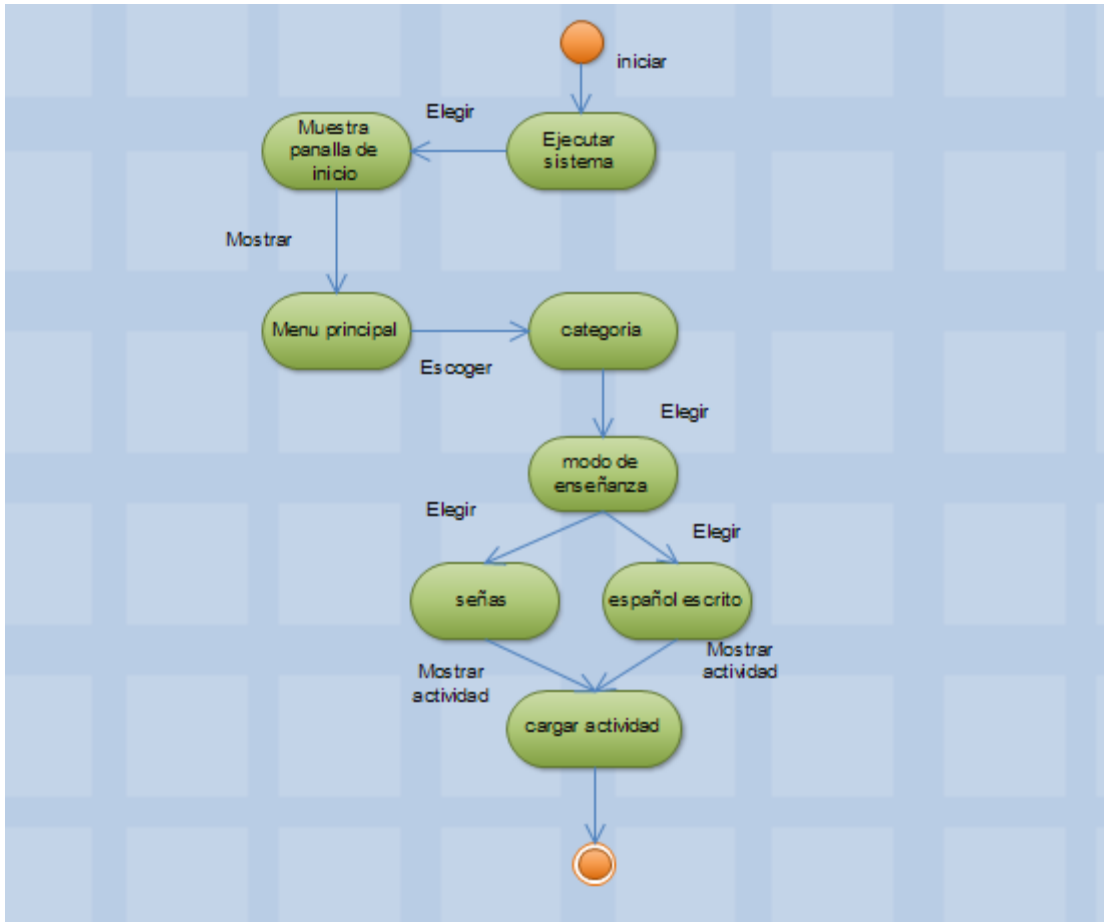 iniciar
Elegir
Muestra
panalla de
inicio
Ejecutar
sistema
Mostrar
Menu principal
categoria
Escoger
Elegir
modo de
enseñanza
Elegir
Elegir
señas
español escrito
Mostrar
actividad
Mostrar
actividad
cargar actividad